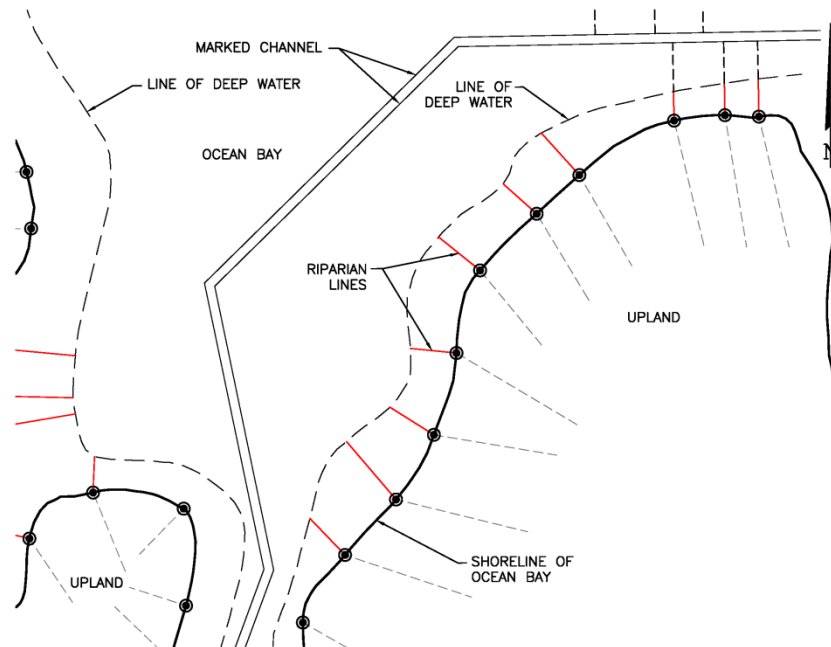 MARKED CHANNEL
LINE OF DEEP WATER
LINE OF
DEEP WATER
OCEAN BAY
N
RIPARIAN
LINES
UPLAND
SHORELINE OF
OCEAN BAY
UPLAND